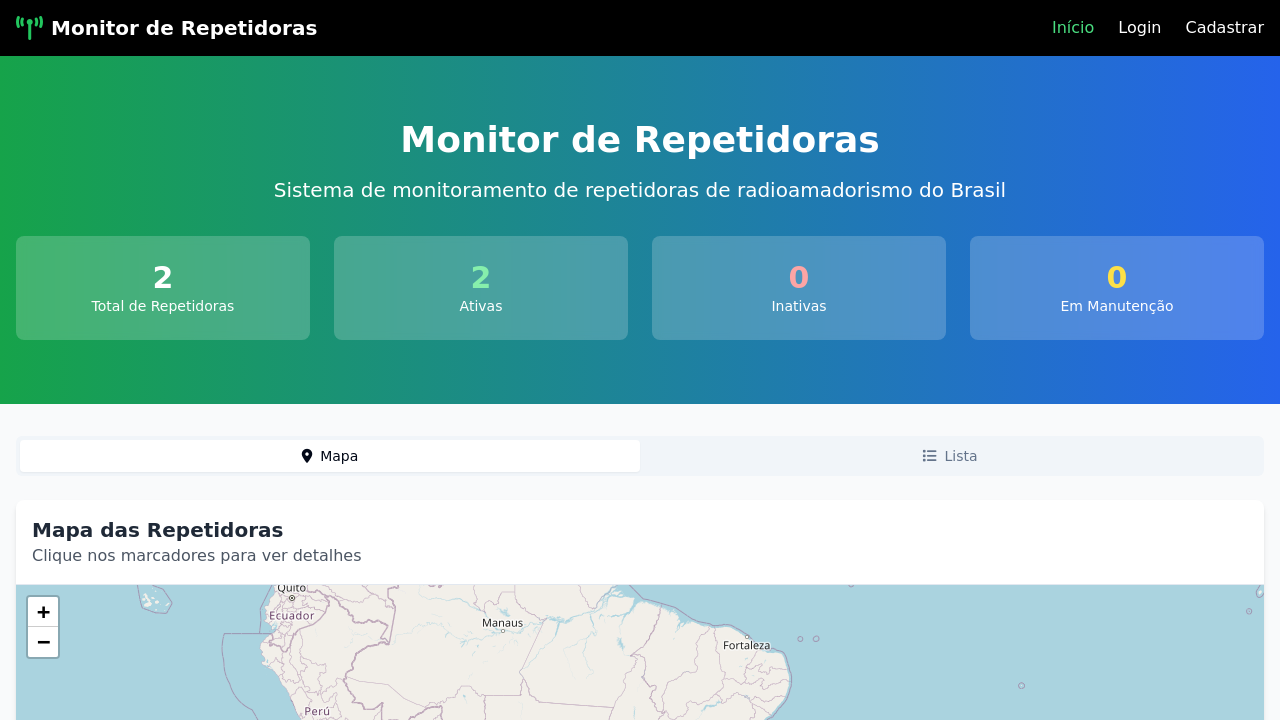 Monitor de Repetidoras
Início
Login
Cadastrar
Monitor de Repetidoras
Sistema de monitoramento de repetidoras de radioamadorismo do Brasil
2
Total de Repetidoras
2
Ativas
0
Inativas
0
Em Manutenção
Mapa
Lista
Mapa das Repetidoras
Clique nos marcadores para ver detalhes
+
−
Quito
Ecuador
Manaus
Fortaleza
Perú